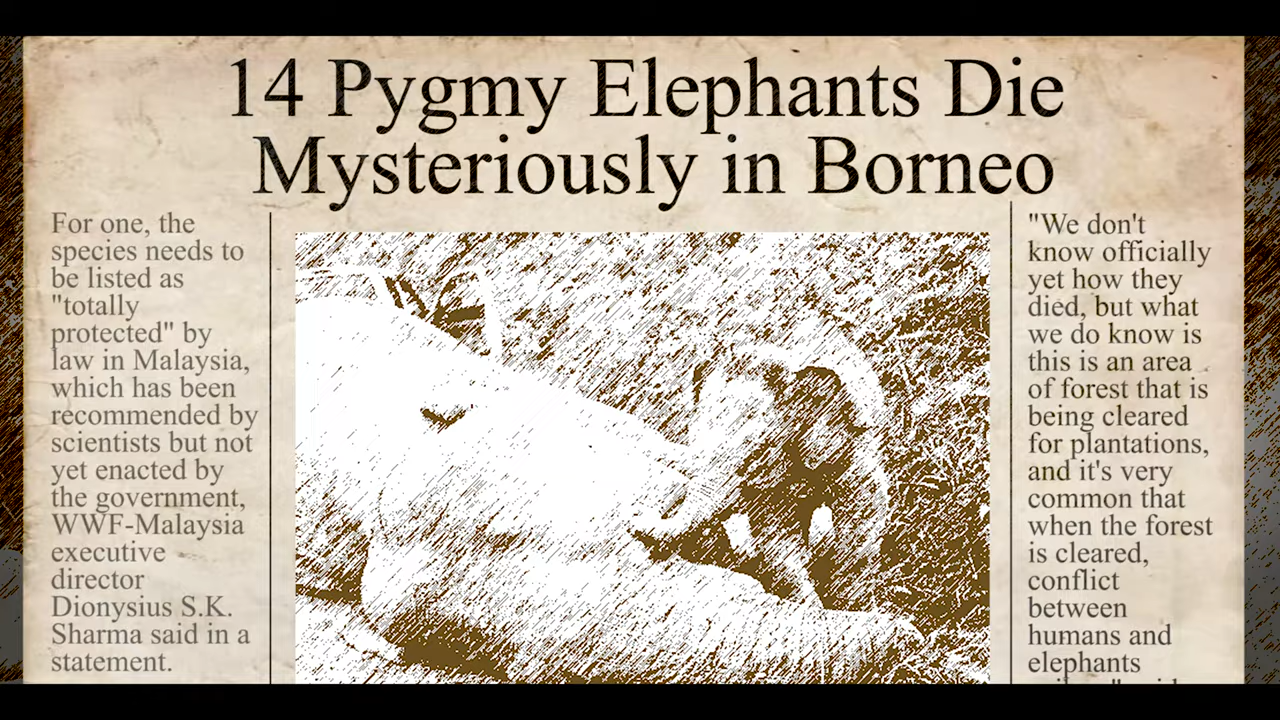 14 Pygmy Elephants Die
Mysteriously in Borneo
For one, the
species needs to
be listed as
"totally
protected" by
law in Malaysia,
which has been
recommended by
scientists but not
yet enacted by
the government,
WWF-Malaysia
executive
director
Dionysius S.K.
Sharma said in a
statement.
"We don't
know officially
yet how they
died, but what
we do know is
this is an area
of forest that is
being cleared
for plantations,
and it's very
common that
when the forest
is cleared,
conflict
between
humans and
elephants